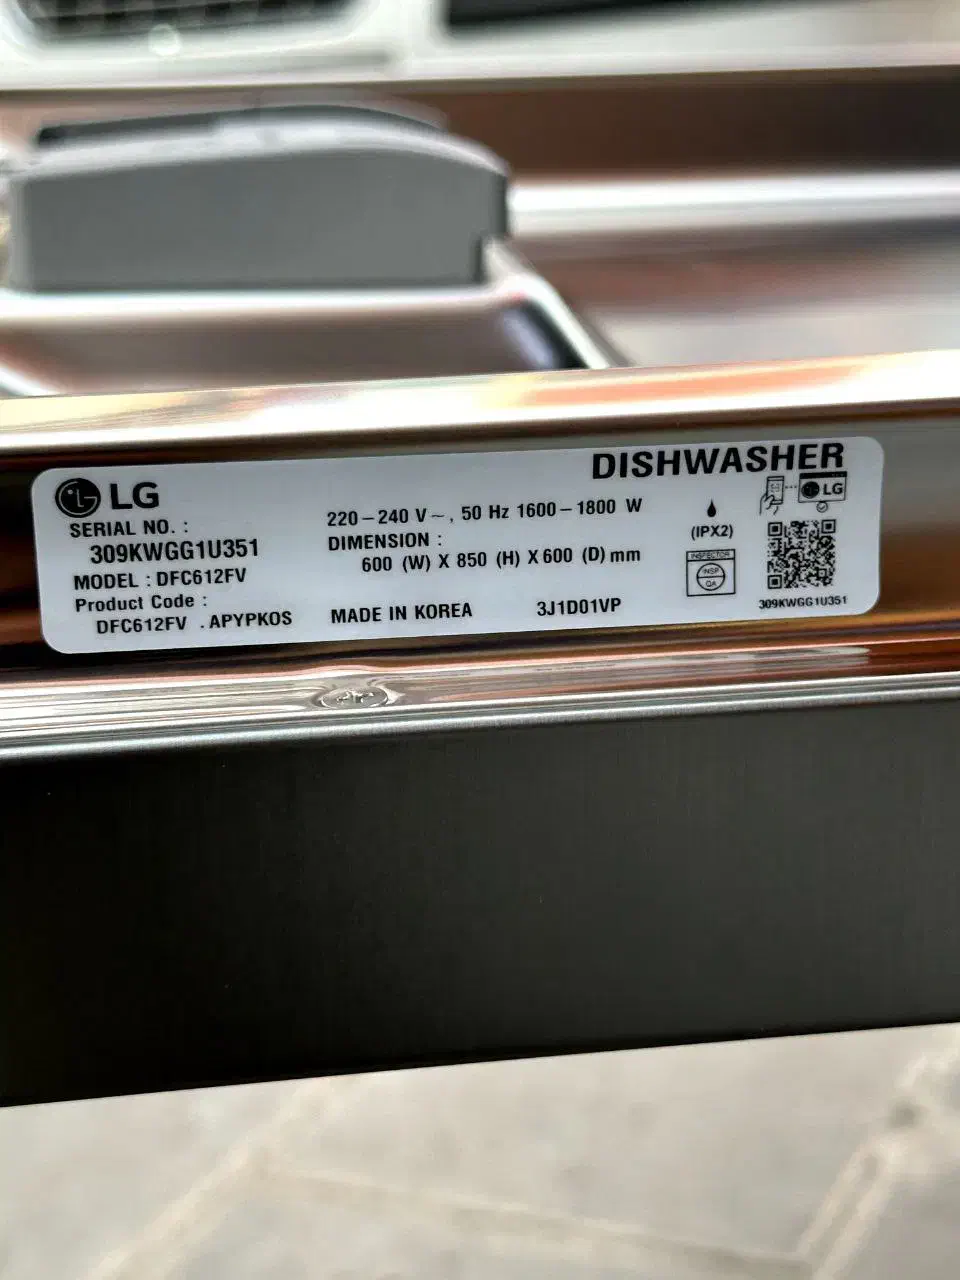 LG
SERIAL NO. :
309KWGG1U351
MODEL : DFC612FV
Product Code :
DFC612FV .APYPKOS
220–240 V~, 50 Hz 1600–1800 W
DIMENSION :
600 (W) X 850 (H) X 600 (D) mm
MADE IN KOREA
3J1D01VP
DISHWASHER
LG
(IPX2)
INSPECTOR
INSP
QA
309KWGG1U351